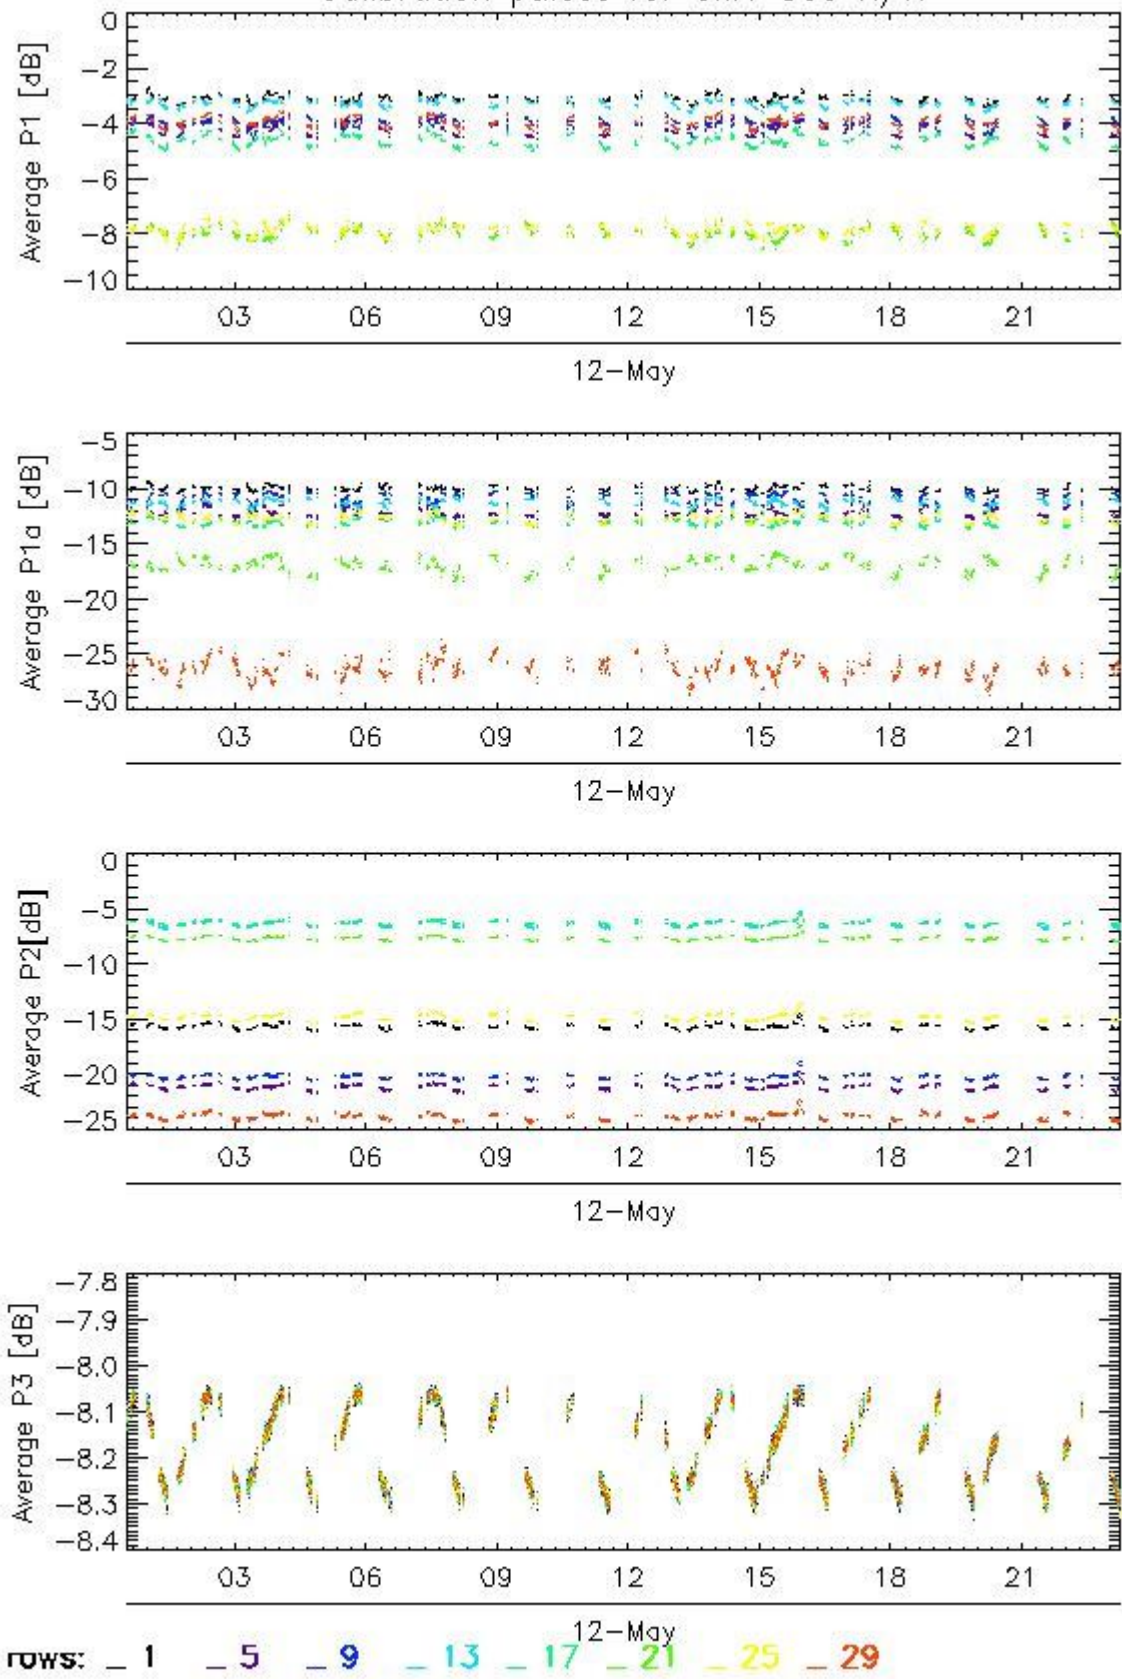 0
−2
−4
−6
−8
−10
Average P1 [dB]
03 06 09 12 15 18 21
12−May
−5
−10
−15
−20
−25
−30
Average P1a [dB]
03 06 09 12 15 18 21
12−May
0
−5
−10
−15
−20
−25
Average P2[dB]
03 06 09 12 15 18 21
12−May
−7.8
−7.9
−8.0
−8.1
−8.2
−8.3
−8.4
Average P3 [dB]
03 06 09 12 15 18 21
12−May
rows: _ 1 _ 5 _ 9 _ 13 _ 17 _ 21 _ 25 _ 29